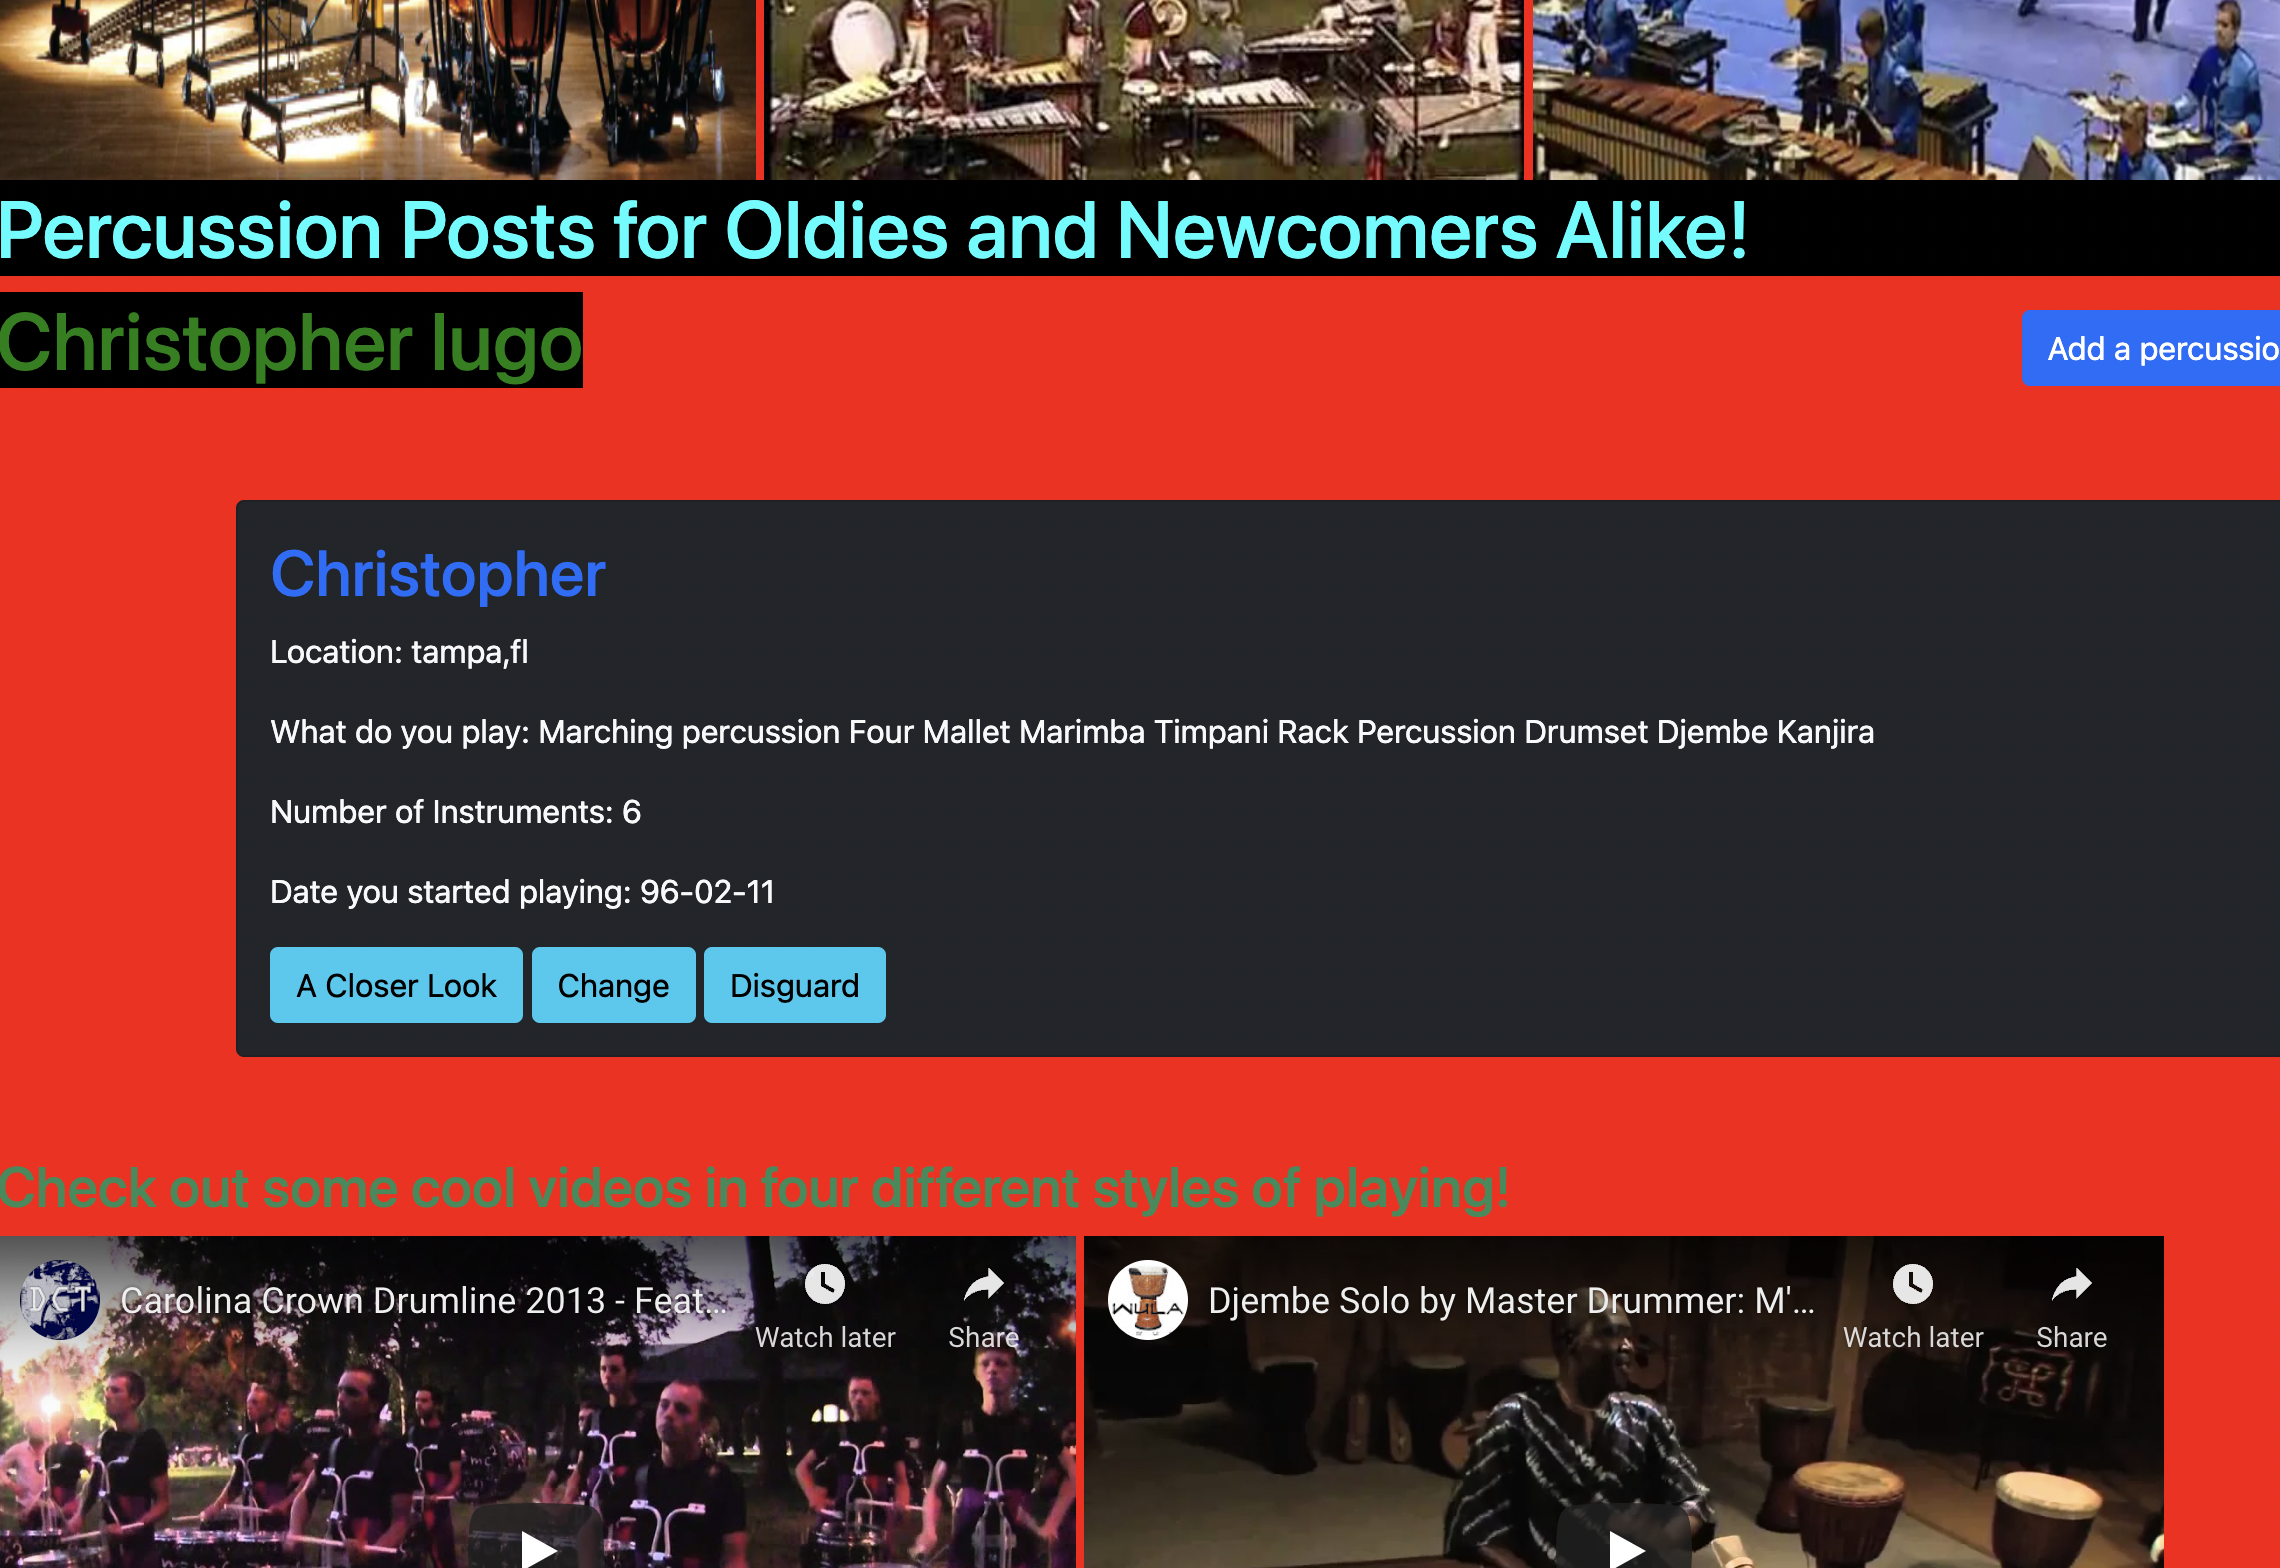 Percussion Posts for Oldies and Newcomers Alike!
Christopher lugo
Add a percussio
Christopher
Location: tampa,fl
What do you play: Marching percussion Four Mallet Marimba Timpani Rack Percussion Drumset Djembe Kanjira
Number of Instruments: 6
Date you started playing: 96-02-11
A Closer Look
Change
Disguard
Check out some cool videos in four different styles of playing!
DCT
Carolina Crown Drumline 2013 - Feat...
Watch later
Share
WULA
Djembe Solo by Master Drummer: M'...
Watch later
Share